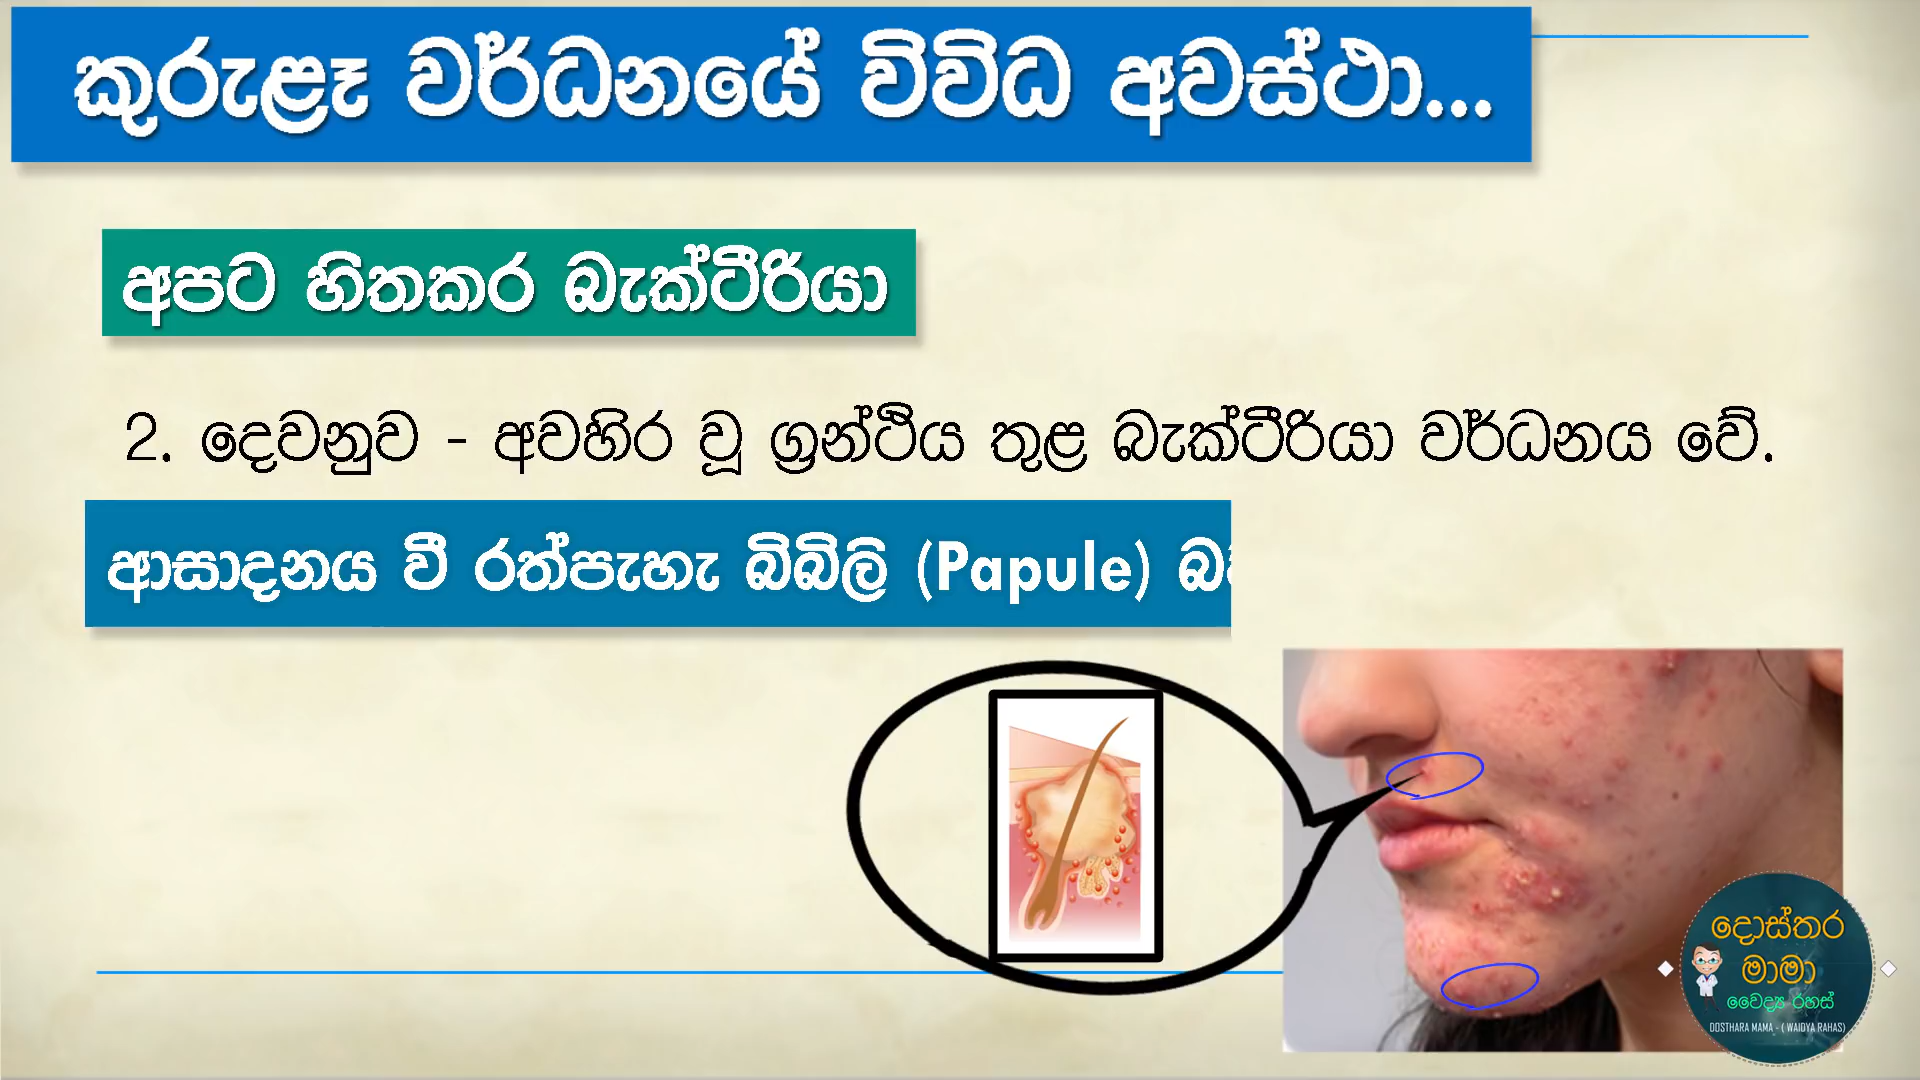 කුරුළෑ වර්ධනයේ විවිධ අවස්ථා...
අපට හිතකර බැක්ටීරියා
2. දෙවනුව - අවහිර වූ ග්‍රන්ථිය තුළ බැක්ටීරියා වර්ධනය වේ.
ආසාදනය වී රත්පැහැ බිබිලි (Papule)
දොස්තර
මාමා
වෛද්‍ය රහස්
DOSTHARA MAMA - ( WAIDYA RAHAS)